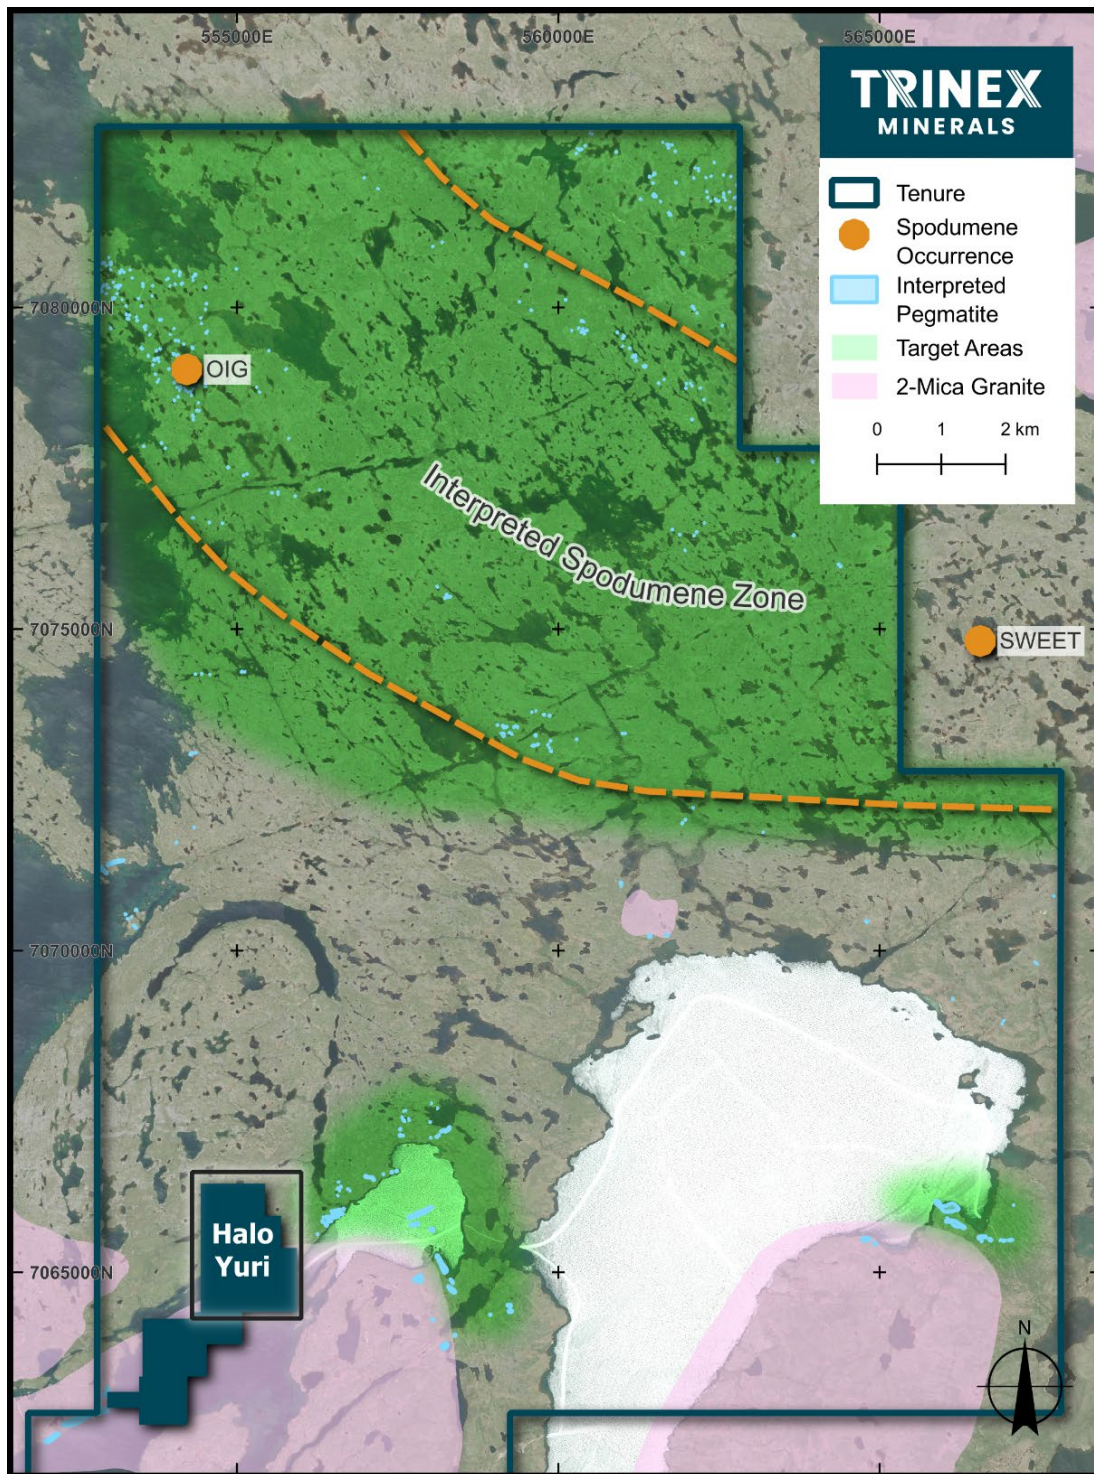 555000E
560000E
565000E
TRINEX
MINERALS
Tenure
Spodumene
Occurrence
Interpreted
Pegmatite
Target Areas
2-Mica Granite
0 1 2 km
7080000N
OIG
Interpreted Spodumene Zone
7075000N
SWEET
7070000N
Halo
Yuri
7065000N
N